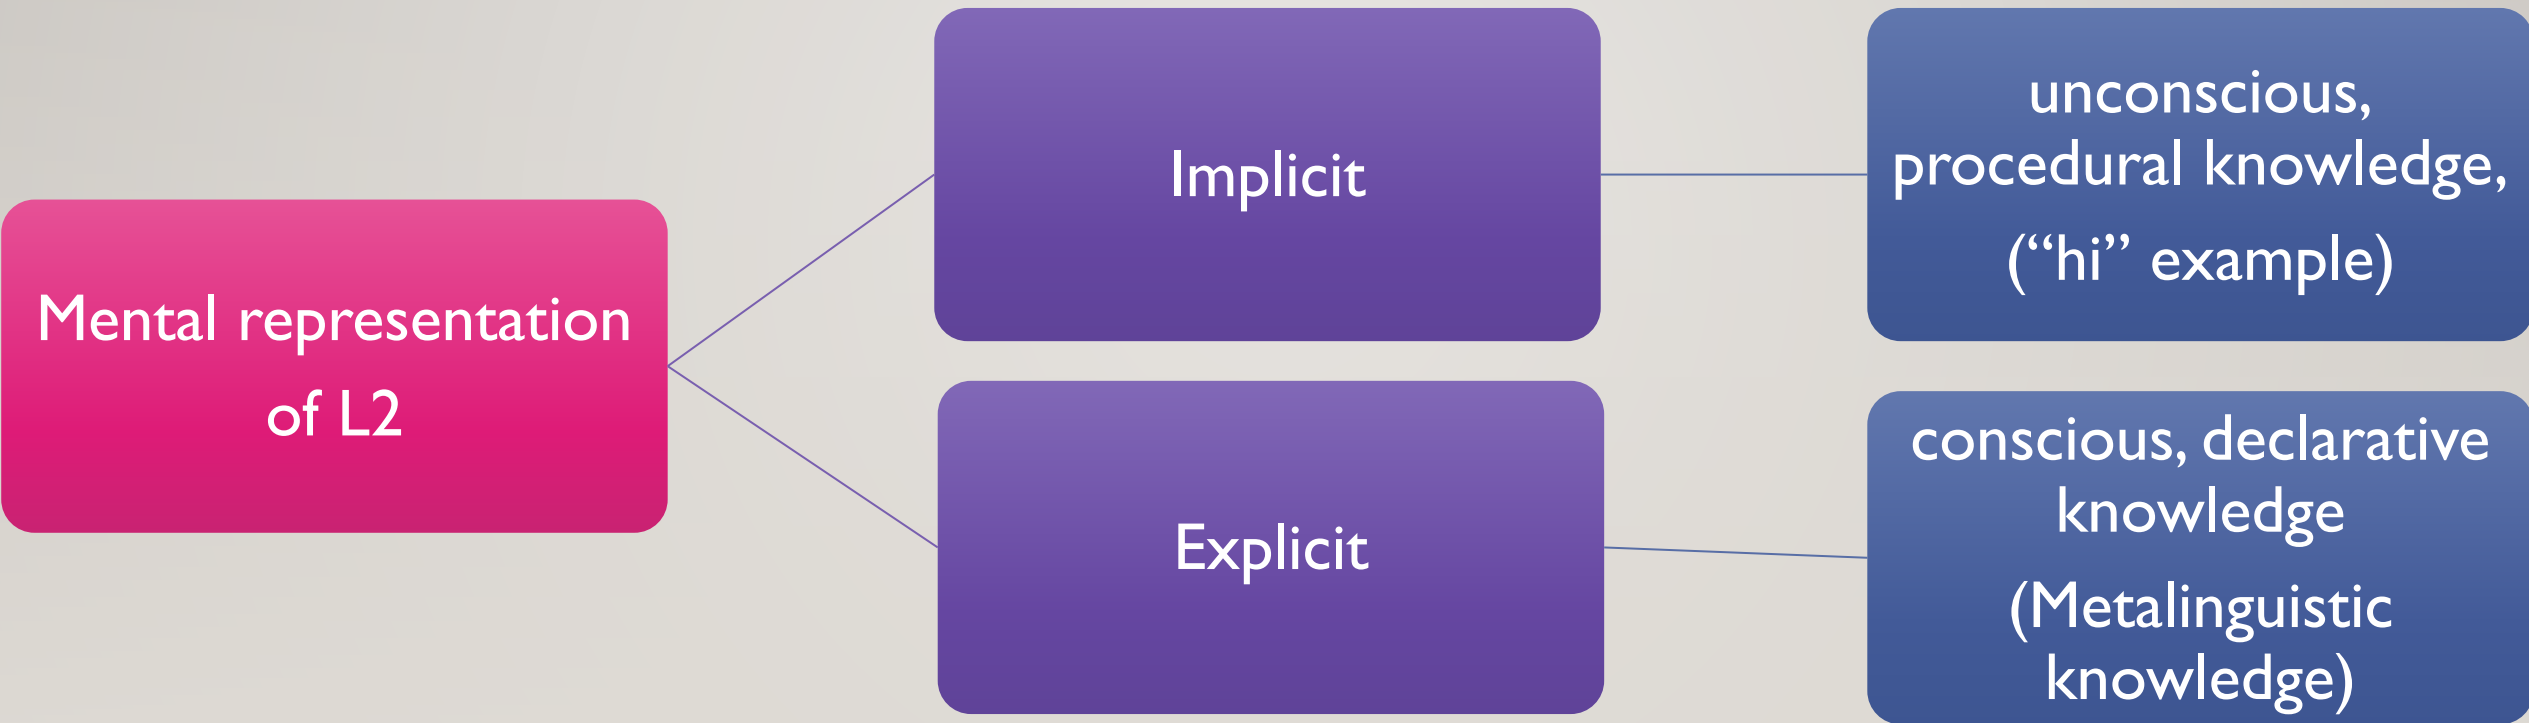 Mental representation
of L2
Implicit
unconscious,
procedural knowledge,
(“hi” example)
Explicit
conscious, declarative
knowledge
(Metalinguistic
knowledge)